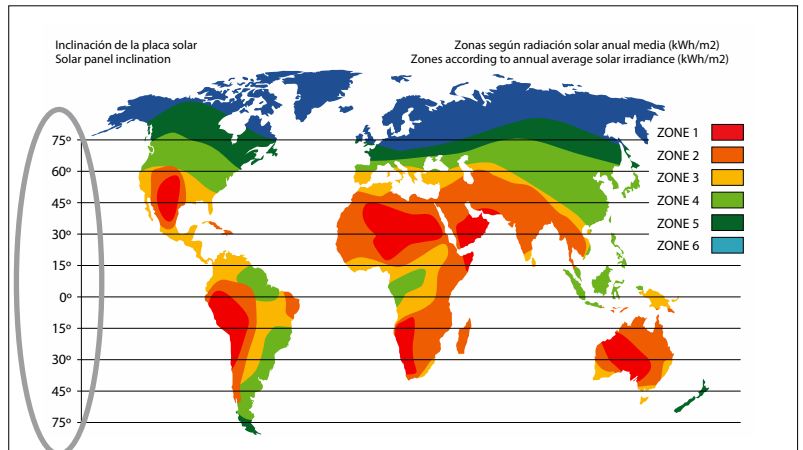 Inclinación de la placa solar
Solar panel inclination
Zonas según radiación solar anual media (kWh/m2)
Zones according to annual average solar irradiance (kWh/m2)
75º
60º
45º
30º
15º
0º
15º
30º
45º
75º
ZONE 1
ZONE 2
ZONE 3
ZONE 4
ZONE 5
ZONE 6